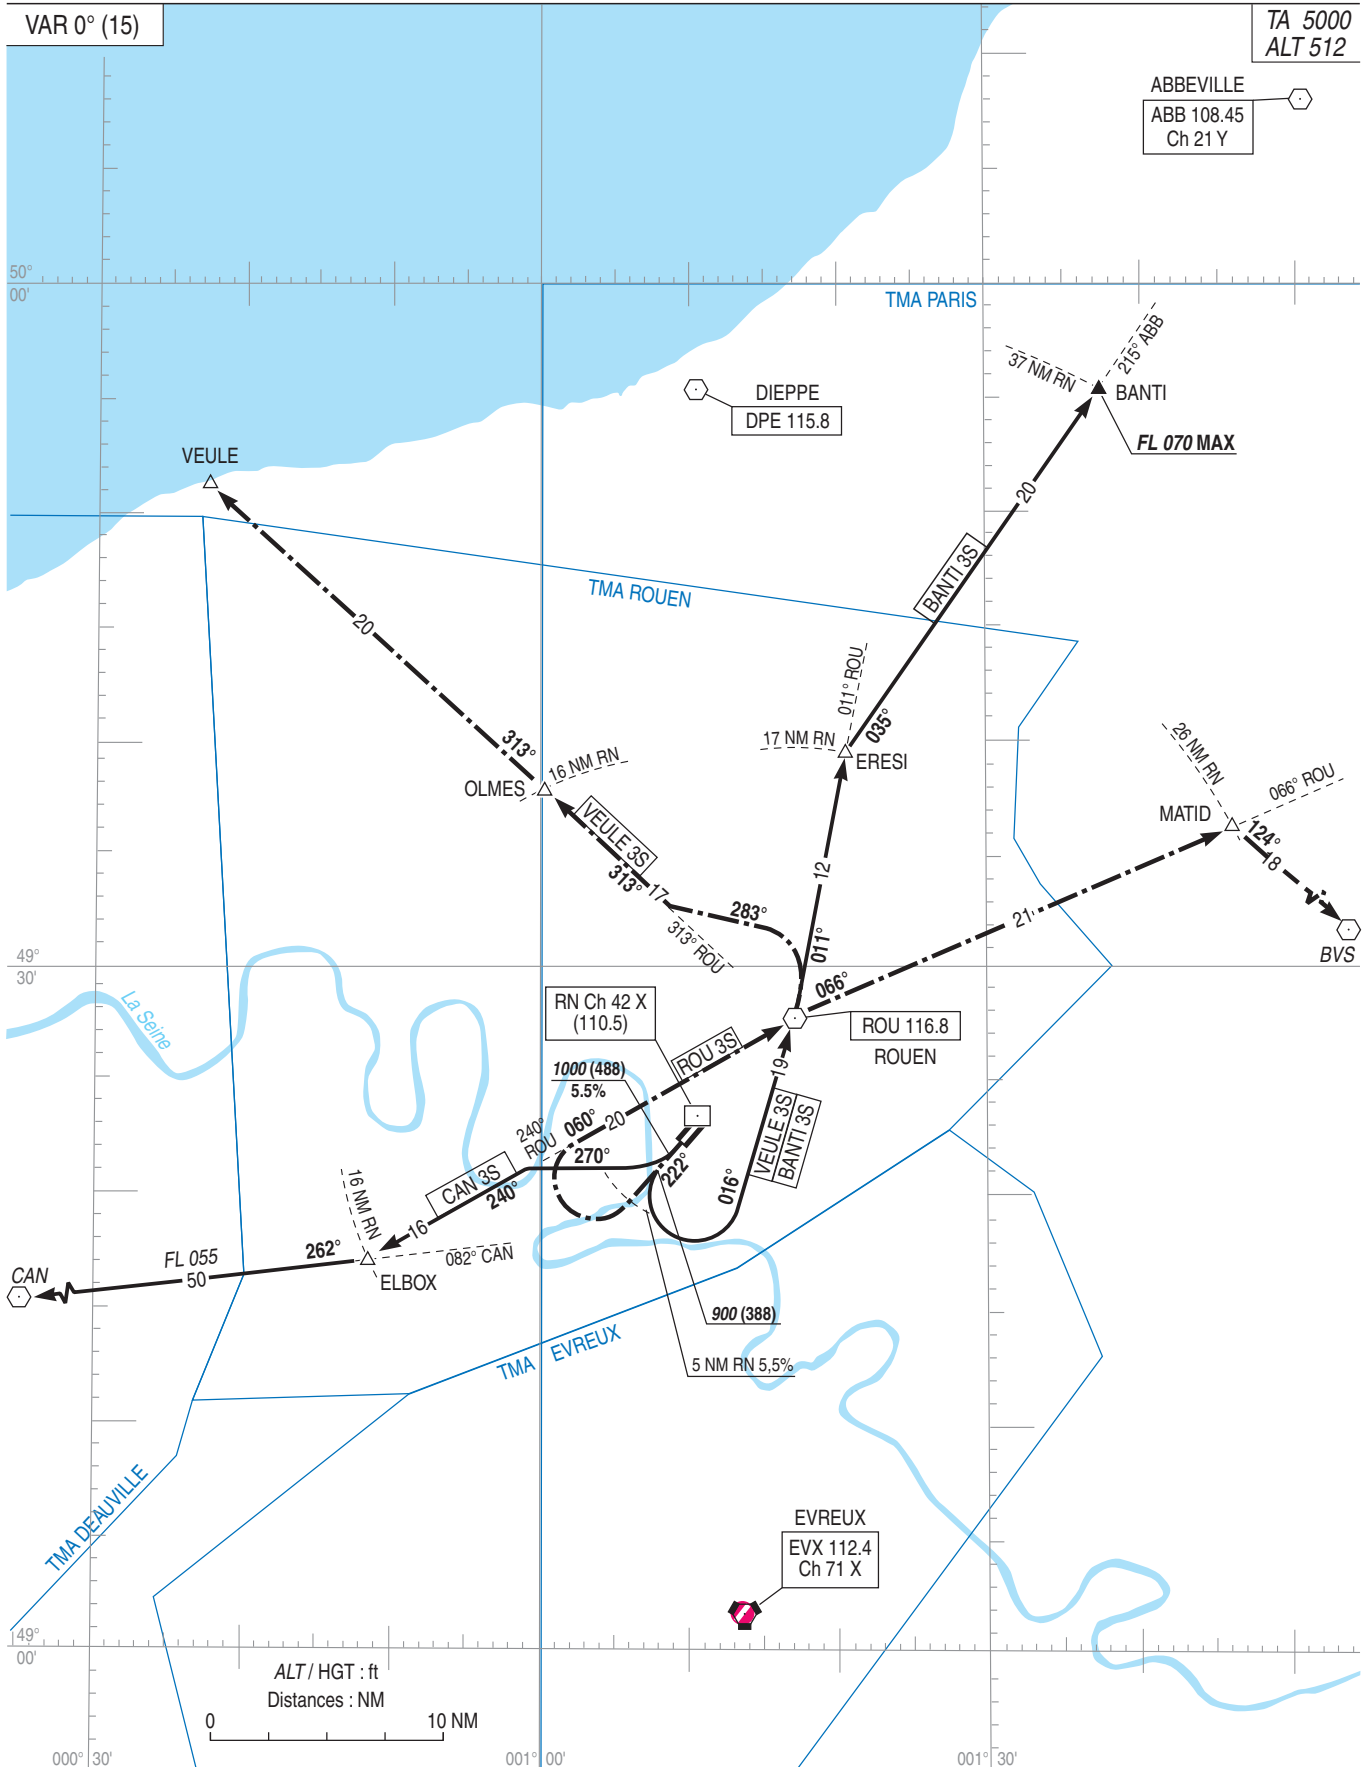 VAR 0° (15)
TA 5000
ALT 512
ABBEVILLE
ABB 108.45
Ch 21 Y
50°
00'
TMA PARIS
215° ABB
37 NM RN
BANTI
DIEPPE
DPE 115.8
FL 070 MAX
VEULE
20
BANTI 3S
TMA ROUEN
20
011° ROU
035°
26 NM RN
313°
17 NM RN
16 NM RN
ERESI
066° ROU
OLMES
MATID
124°
VEULE 3S
18
313°
17
12
283°
21
313° ROU
011°
BVS
49°
30'
066°
La Seine
RN Ch 42 X
(110.5)
ROU 116.8
ROUEN
ROU 3S
1000 (488)
5.5%
19
060°
20
240°
ROU
VEULE 3S
BANTI 3S
270°
222°
CAN 3S
240°
016°
16 NM RN
16
262°
FL 055
082° CAN
CAN
50
ELBOX
900 (388)
TMA EVREUX
5 NM RN 5,5%
TMA DEAUVILLE
EVREUX
EVX 112.4
Ch 71 X
49°
00'
ALT / HGT : ft
Distances : NM
0
10 NM
000° 30'
001° 00'
001° 30'